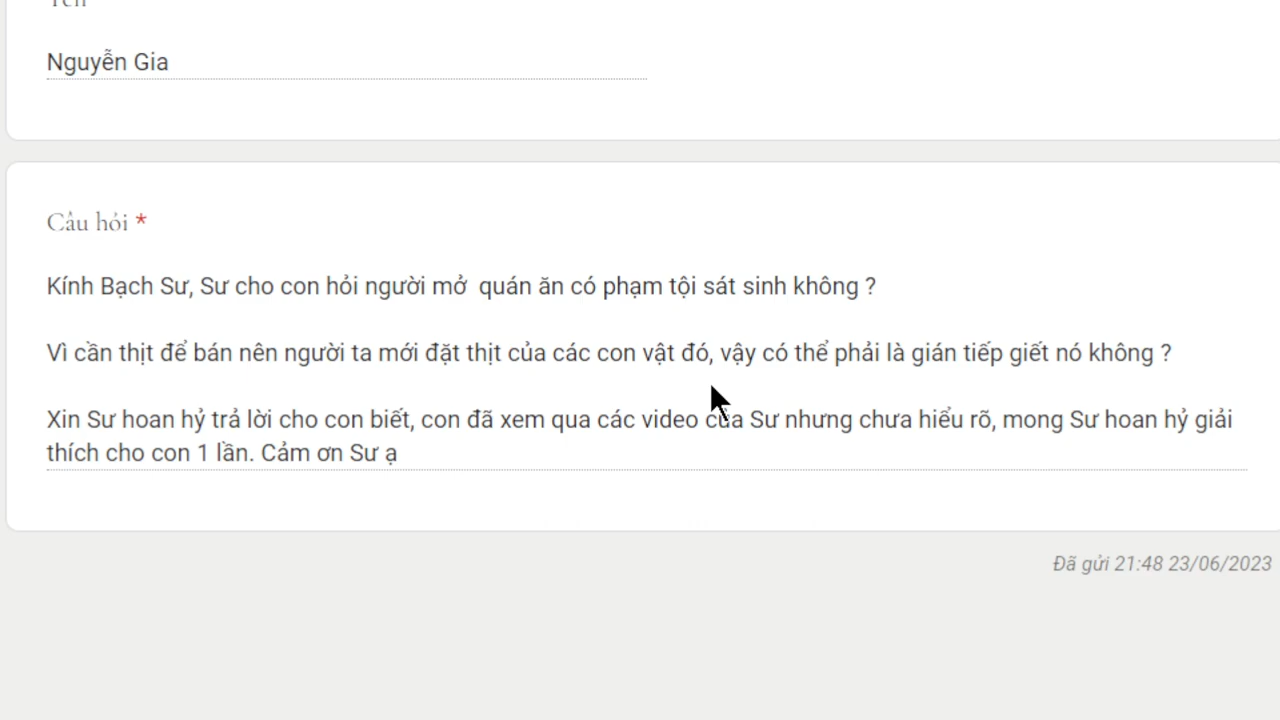 Tên
Nguyễn Gia
Câu hỏi *
Kính Bạch Sư, Sư cho con hỏi người mở  quán ăn có phạm tội sát sinh không ?
Vì cần thịt để bán nên người ta mới đặt thịt của các con vật đó, vậy có thể phải là gián tiếp giết nó không ?
Xin Sư hoan hỷ trả lời cho con biết, con đã xem qua các video của Sư nhưng chưa hiểu rõ, mong Sư hoan hỷ giải
thích cho con 1 lần. Cảm ơn Sư ạ
Đã gửi 21:48 23/06/2023